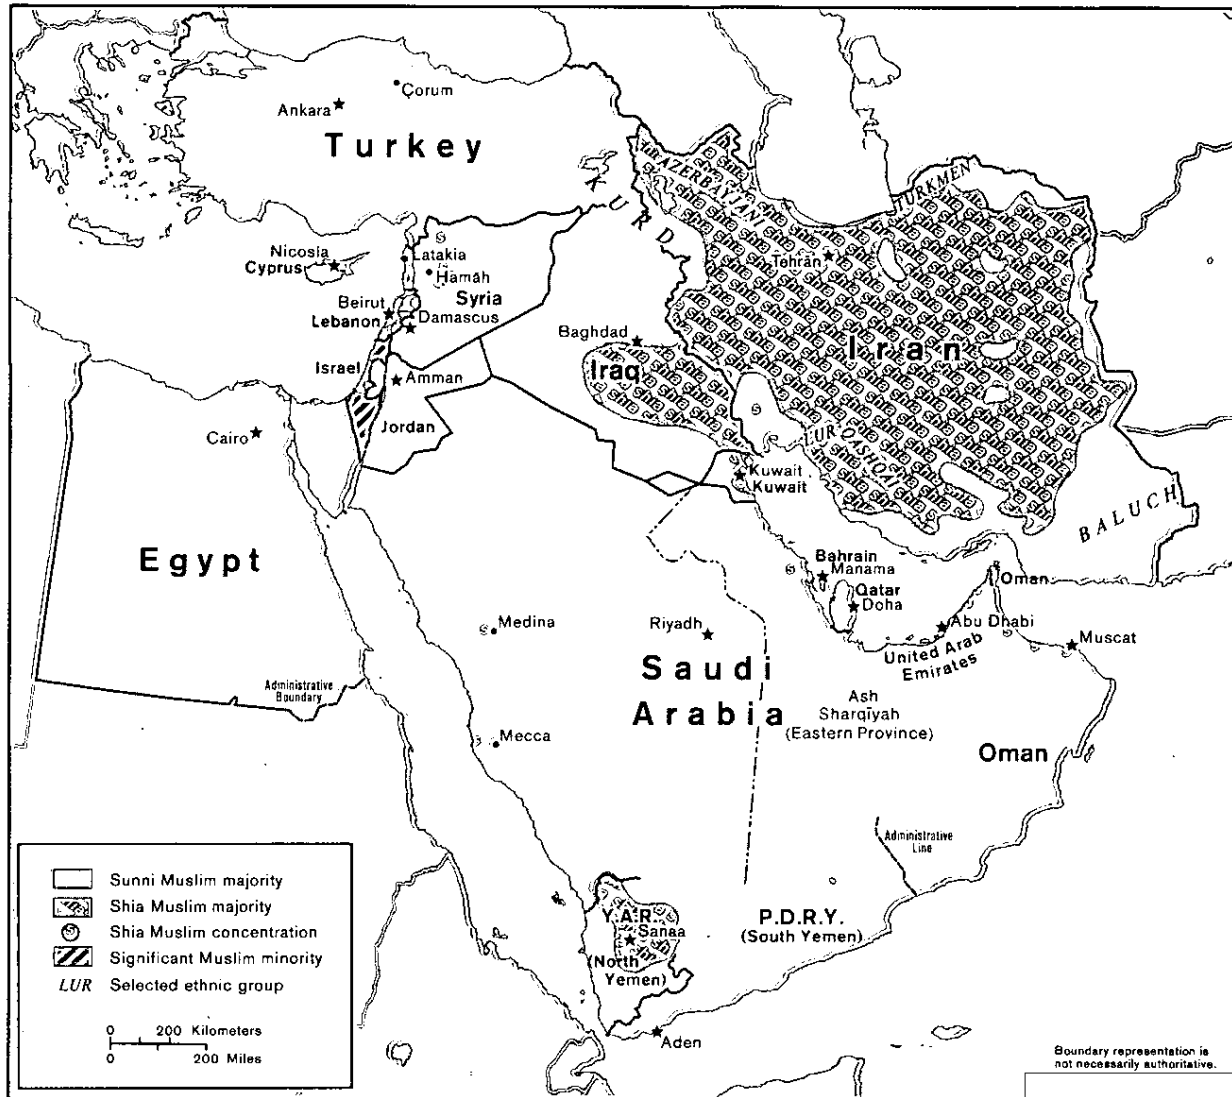 Çorum
Ankara
Turkey
KURD
AZERBAYJANI
TURKMEN
Tehrān
Nicosia
Cyprus
Latakia
Hamāh
Syria
Beirut
Lebanon
Damascus
Baghdad
Iran
Iraq
Israel
Amman
Jordan
Cairo
LUR
QASHQAI
Kuwait
Kuwait
BALUCH
Egypt
Bahrain
Manama
Qatar
Doha
Oman
Abu Dhabi
United Arab
Emirates
Muscat
Medina
Riyadh
Saudi
Arabia
Administrative
Boundary
Ash
Sharqīyah
(Eastern Province)
Mecca
Oman
Administrative
Line
Y.A.R.
Sanaa
(North
Yemen)
P.D.R.Y.
(South Yemen)
Aden
Sunni Muslim majority
Shia Muslim majority
Shia Muslim concentration
Significant Muslim minority
LUR Selected ethnic group
0 200 Kilometers
0 200 Miles
Boundary representation is
not necessarily authoritative.